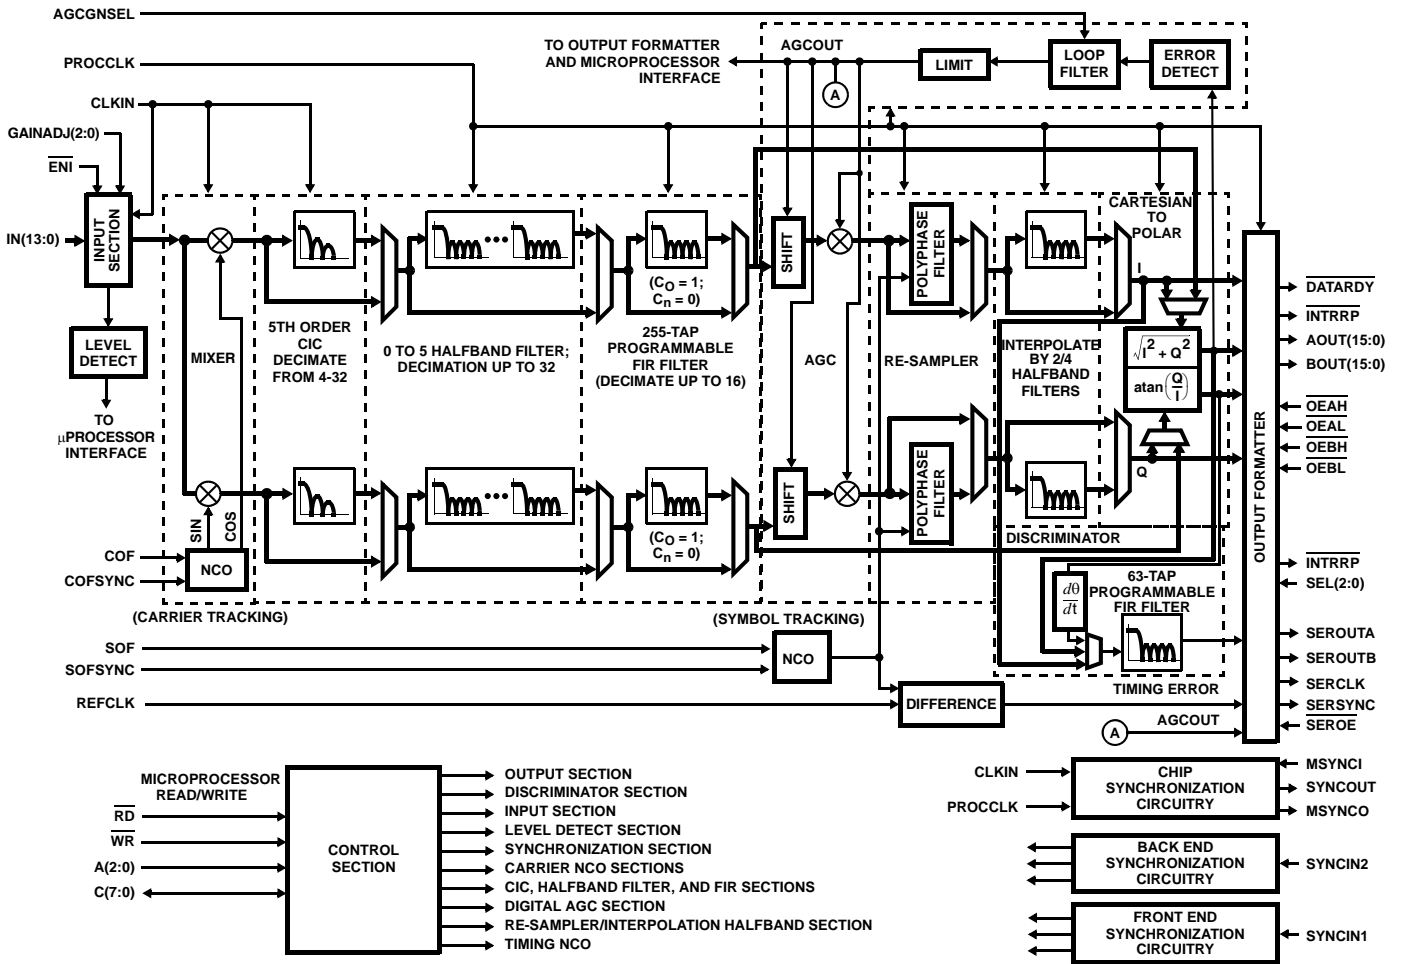 AGCGNSEL
PROCCLK
CLKIN
GAINADJ(2:0)
ENI
IN(13:0)
INPUT
SECTION
LEVEL
DETECT
TO
μPROCESSOR
INTERFACE
MIXER
SIN
COS
NCO
COF
COFSYNC
(CARRIER TRACKING)
5TH ORDER
CIC
DECIMATE
FROM 4-32
0 TO 5 HALFBAND FILTER;
DECIMATION UP TO 32
(CO = 1;
Cn = 0)
255-TAP
PROGRAMMABLE
FIR FILTER
(DECIMATE UP TO 16)
(CO = 1;
Cn = 0)
TO OUTPUT FORMATTER
AND MICROPROCESSOR
INTERFACE
AGCOUT
A
LIMIT
LOOP
FILTER
ERROR
DETECT
SHIFT
SHIFT
AGC
POLYPHASE
FILTER
RE-SAMPLER
POLYPHASE
FILTER
INTERPOLATE
BY 2/4
HALFBAND
FILTERS
CARTESIAN
TO
POLAR
I
√I2 + Q2
atan(Q
I)
Q
DISCRIMINATOR
dθ
dt
63-TAP
PROGRAMMABLE
FIR FILTER
(SYMBOL TRACKING)
SOF
SOFSYNC
NCO
REFCLK
DIFFERENCE
TIMING ERROR
AGCOUT
A
OUTPUT FORMATTER
DATARDY
INTRRP
AOUT(15:0)
BOUT(15:0)
OEAH
OEAL
OEBH
OEBL
INTRRP
SEL(2:0)
SEROUTA
SEROUTB
SERCLK
SERSYNC
SEROE
MICROPROCESSOR
READ/WRITE
RD
WR
A(2:0)
C(7:0)
CONTROL
SECTION
OUTPUT SECTION
DISCRIMINATOR SECTION
INPUT SECTION
LEVEL DETECT SECTION
SYNCHRONIZATION SECTION
CARRIER NCO SECTIONS
CIC, HALFBAND FILTER, AND FIR SECTIONS
DIGITAL AGC SECTION
RE-SAMPLER/INTERPOLATION HALFBAND SECTION
TIMING NCO
CLKIN
PROCCLK
CHIP
SYNCHRONIZATION
CIRCUITRY
MSYNCI
SYNCOUT
MSYNCO
BACK END
SYNCHRONIZATION
CIRCUITRY
SYNCIN2
FRONT END
SYNCHRONIZATION
CIRCUITRY
SYNCIN1